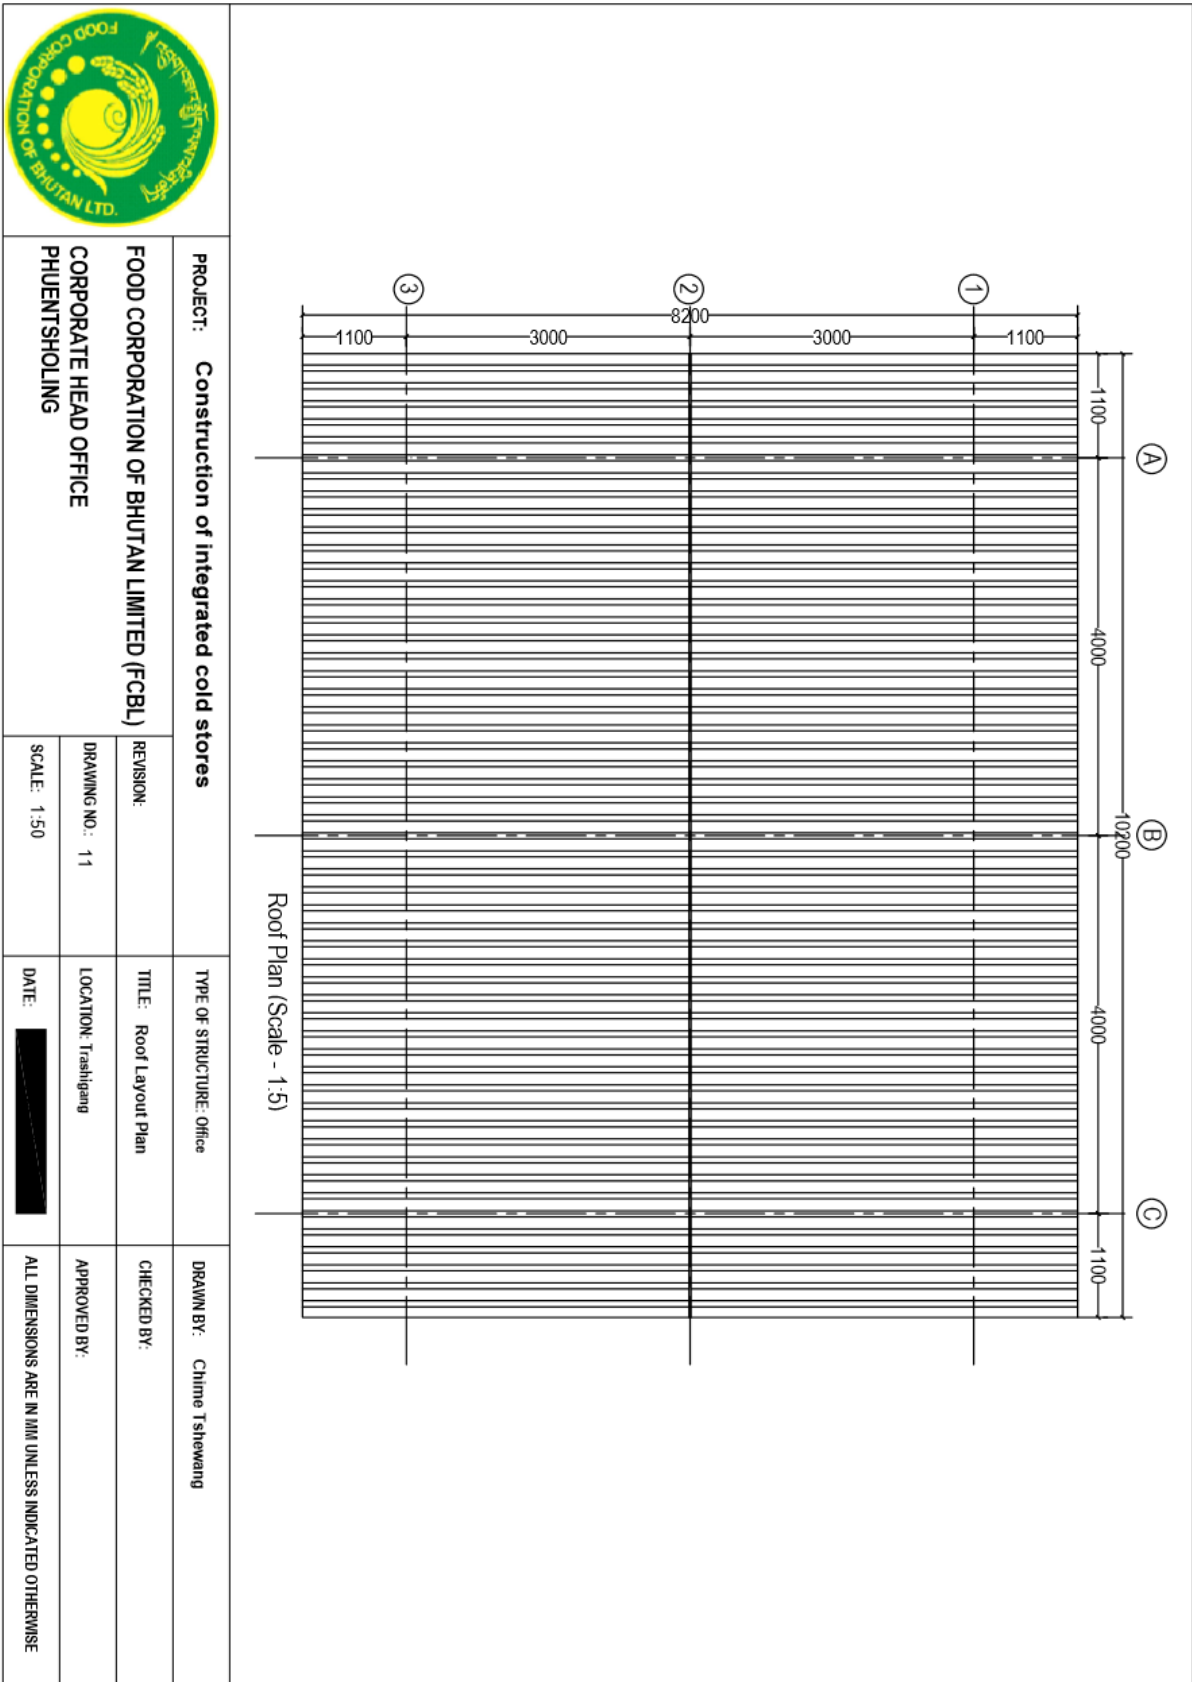 A
B
C
10200
1100
4000
4000
1100
1
2
3
8200
1100
3000
3000
1100
Roof Plan (Scale - 1:5)
FOOD CORPORATION OF BHUTAN LTD.
PROJECT: Construction of integrated cold stores
FOOD CORPORATION OF BHUTAN LIMITED (FCBL)
CORPORATE HEAD OFFICE
PHUENTSHOLING
REVISION:
DRAWING NO.: 11
SCALE: 1:50
TYPE OF STRUCTURE: Office
TITLE: Roof Layout Plan
LOCATION: Trashigang
DATE:
DRAWN BY: Chime Tshewang
CHECKED BY:
APPROVED BY:
ALL DIMENSIONS ARE IN MM UNLESS INDICATED OTHERWISE